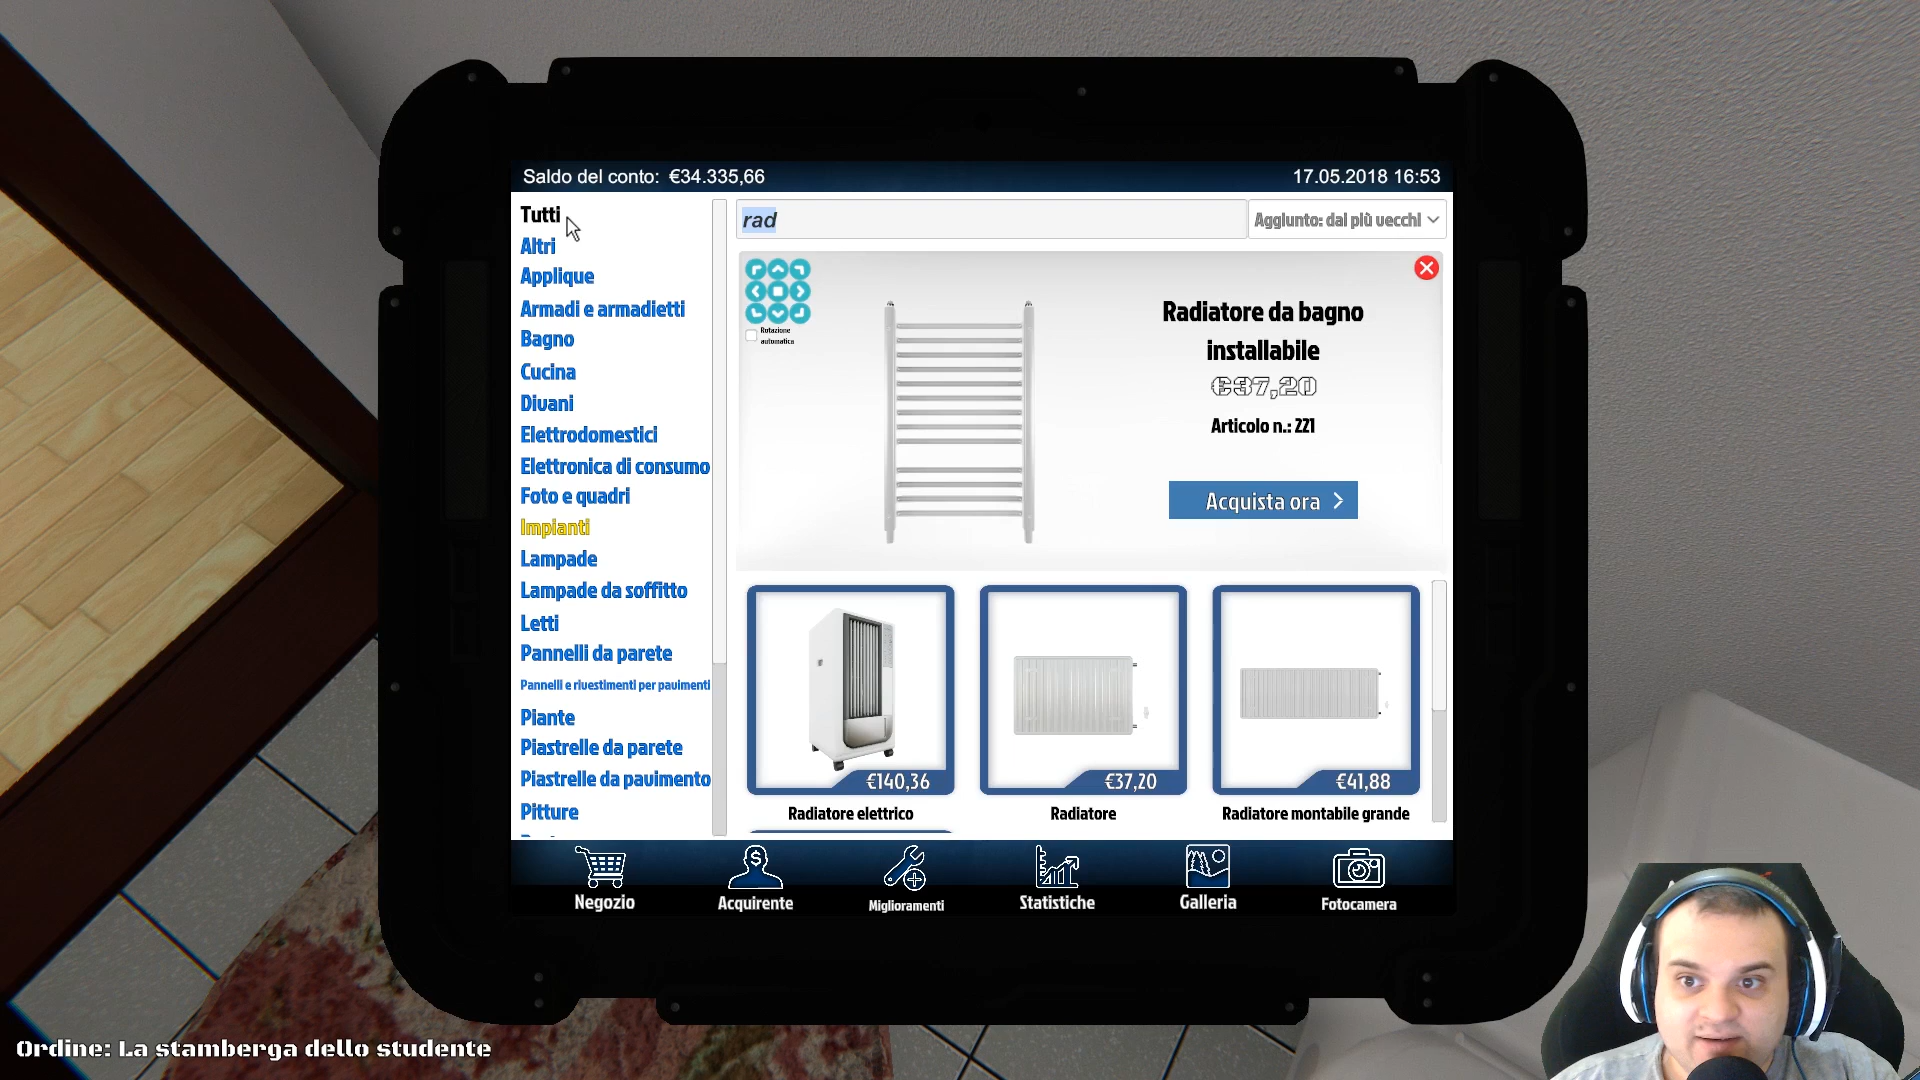 Saldo del conto: €34.335,66
17.05.2018 16:53
Tutti
Altri
Applique
Armadi e armadietti
Bagno
Cucina
Divani
Elettrodomestici
Elettronica di consumo
Foto e quadri
Impianti
Lampade
Lampade da soffitto
Letti
Pannelli da parete
Pannelli e rivestimenti per pavimenti
Piante
Piastrelle da parete
Piastrelle da pavimento
Pitture
rad
Aggiunto: dal più vecchi
Rotazione
automatica
Radiatore da bagno
installabile
€37,20
Articolo n.: 221
Acquista ora
€140,36
€37,20
€41,88
Radiatore elettrico
Radiatore
Radiatore montabile grande
Negozio
Acquirente
Miglioramenti
Statistiche
Galleria
Fotocamera
Ordine: La stamberga dello studente